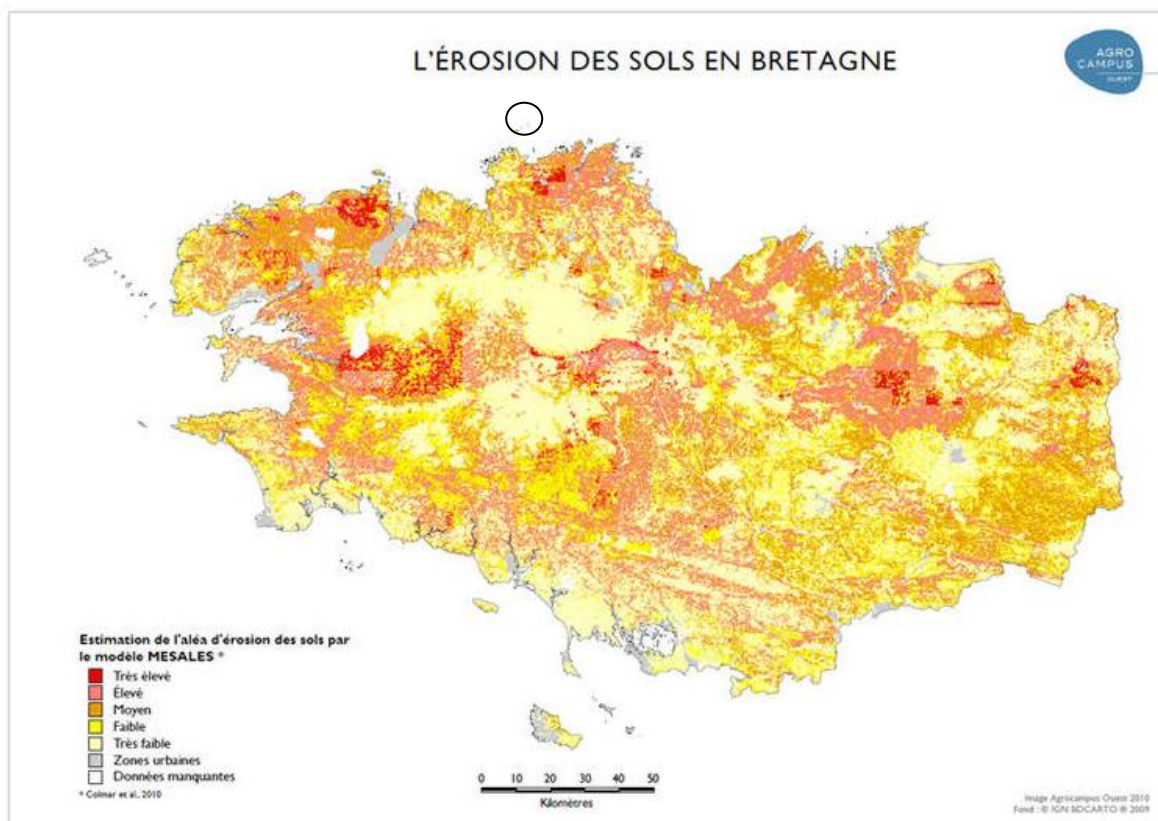 L'ÉROSION DES SOLS EN BRETAGNE
AGRO
CAMPUS
OUEST
Estimation de l'aléa d'érosion des sols par
le modèle MESALES *
Très élevé
Élevé
Moyen
Faible
Très faible
Zones urbaines
Données manquantes
* Colmar et al., 2010
0 10 20 30 40 50
Kilomètres
Image Agrocampus Ouest 2010
Fond : © IGN BDCARTO ® 2009